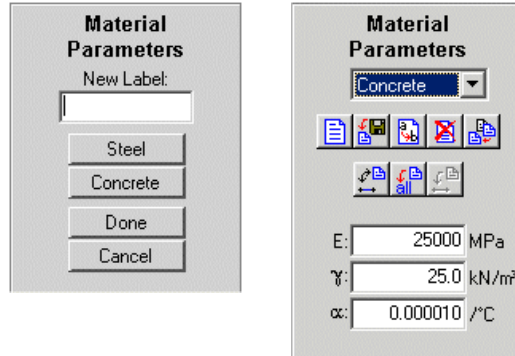 Material
Parameters
New Label:
Steel
Concrete
Done
Cancel
Material
Parameters
Concrete
a b
all
E: 25000 MPa
γ: 25.0 kN/m³
α: 0.000010 /°C